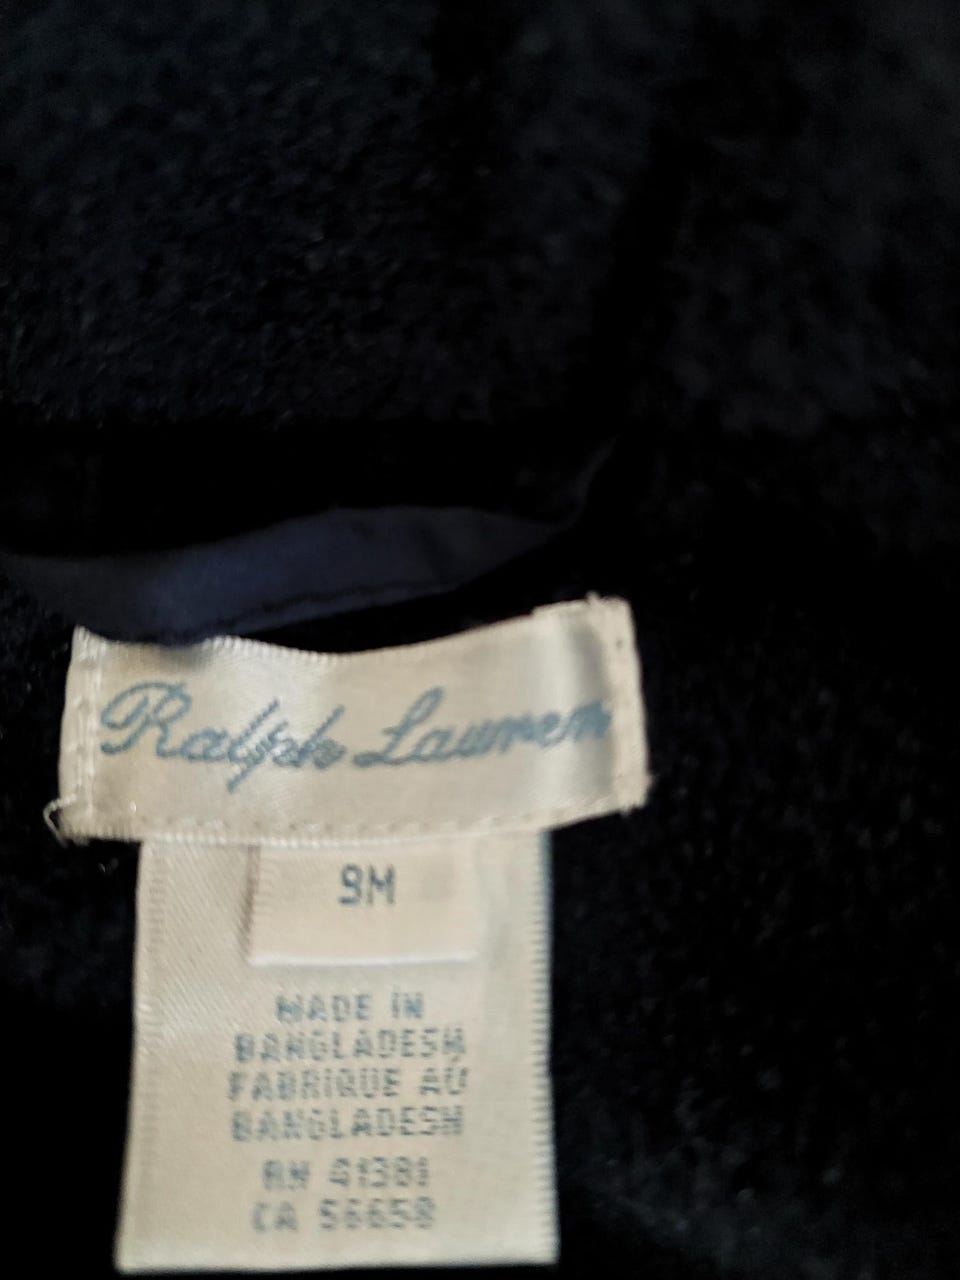 Ralph Lauren
9M
MADE IN
BANGLADESH
FABRIQUE AU
BANGLADESH
RN 41381
CA 56658